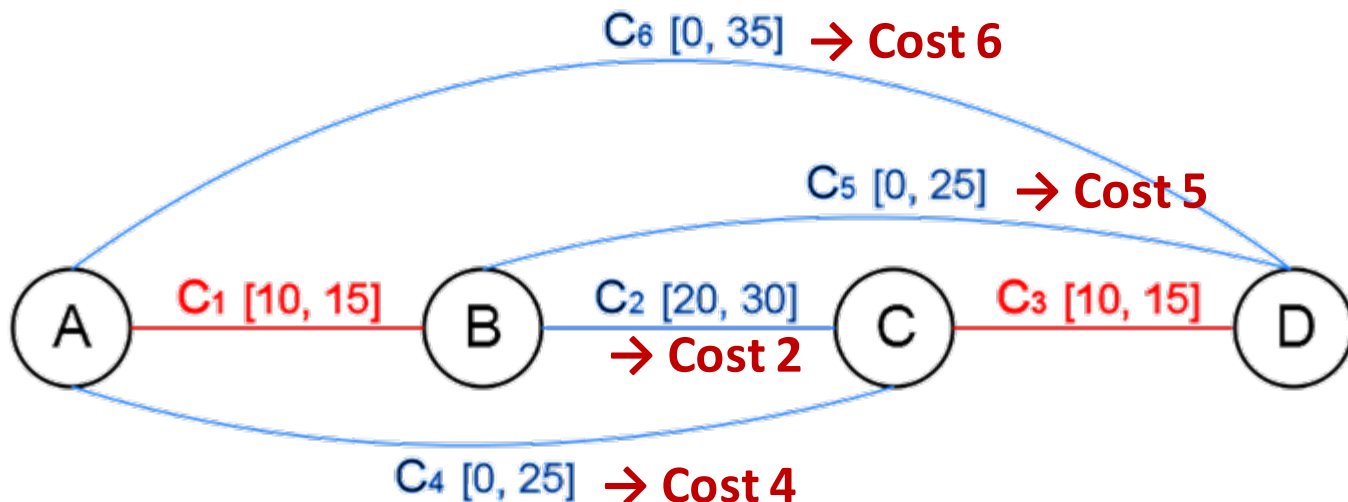 C6 [0, 35] → Cost 6
C5 [0, 25] → Cost 5
A C1 [10, 15] B C2 [20, 30] C C3 [10, 15] D
→ Cost 2
C4 [0, 25] → Cost 4